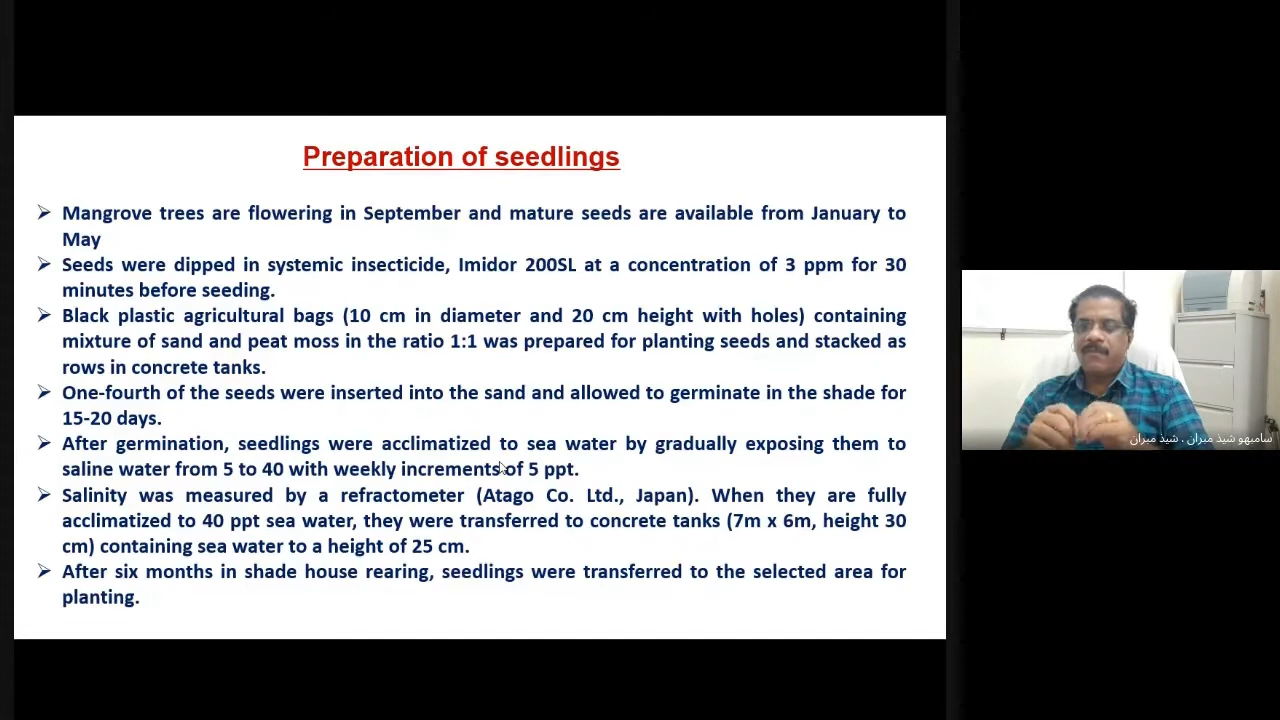 Preparation of seedlings
Mangrove trees are flowering in September and mature seeds are available from January to
May
Seeds were dipped in systemic insecticide, Imidor 200SL at a concentration of 3 ppm for 30
minutes before seeding.
Black plastic agricultural bags (10 cm in diameter and 20 cm height with holes) containing
mixture of sand and peat moss in the ratio 1:1 was prepared for planting seeds and stacked as
rows in concrete tanks.
One-fourth of the seeds were inserted into the sand and allowed to germinate in the shade for
15-20 days.
After germination, seedlings were acclimatized to sea water by gradually exposing them to
saline water from 5 to 40 with weekly increments of 5 ppt.
Salinity was measured by a refractometer (Atago Co. Ltd., Japan). When they are fully
acclimatized to 40 ppt sea water, they were transferred to concrete tanks (7m x 6m, height 30
cm) containing sea water to a height of 25 cm.
After six months in shade house rearing, seedlings were transferred to the selected area for
planting.
سامبهو شيد ميران . شيد ميران